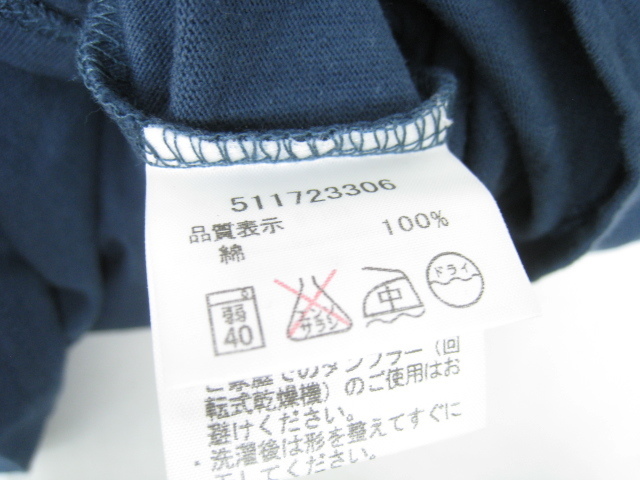 511723306
品質表示
綿 100%
弱
40
エンソ
サラシ
中
ドライ
ご家庭でのタンブラー（回
転式乾燥機）のご使用はお
避けください。
・洗濯後は形を整えてすぐに
干してください。